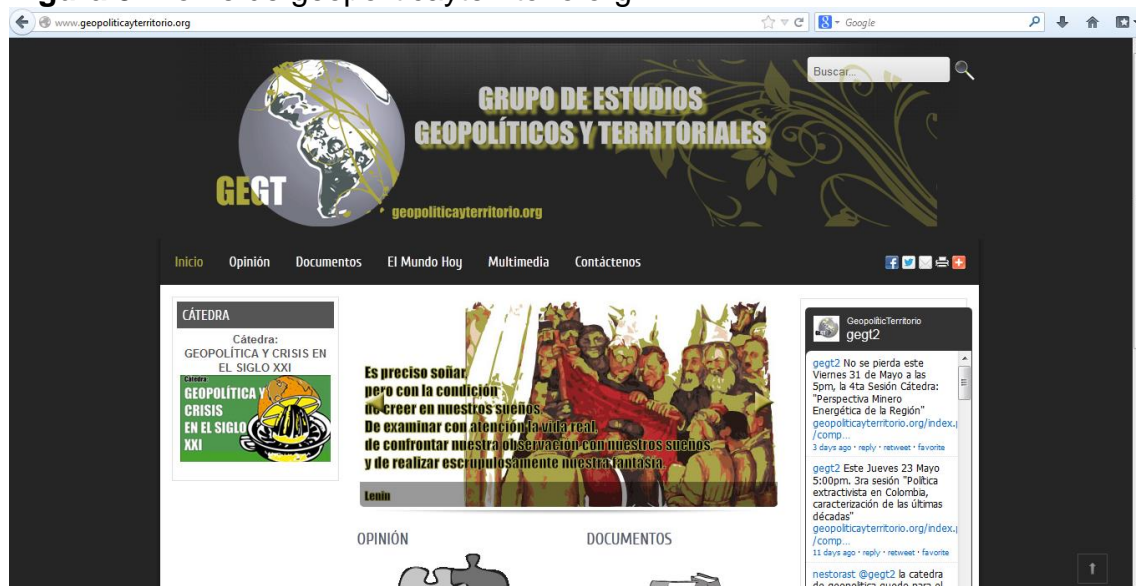 www.geopoliticayterritorio.org
Google
Buscar...
GRUPO DE ESTUDIOS
GEOPOLÍTICOS Y TERRITORIALES
GEGT
geopoliticayterritorio.org
Inicio Opinión Documentos El Mundo Hoy Multimedia Contáctenos
CÁTEDRA
Cátedra:
GEOPOLÍTICA Y CRISIS EN
EL SIGLO XXI
Cátedra:
GEOPOLÍTICA Y
CRISIS
EN EL SIGLO
XXI
Es preciso soñar,
pero con la condición
de creer en nuestros sueños.
De examinar con atención la vida real,
de confrontar nuestra observación con nuestros sueños,
y de realizar escrupulosamente nuestra fantasía.
Lenin
OPINIÓN
DOCUMENTOS
GeopolíticTerritorio
gegt2
gegt2 No se pierda este
Viernes 31 de Mayo a las
5pm, la 4ta Sesión Cátedra:
"Perspectiva Minero
Energética de la Región"
geopoliticayterritorio.org/index.p
/comp...
3 days ago · reply · retweet · favorite
gegt2 Este Jueves 23 Mayo
5:00pm. 3ra sesión "Política
extractivista en Colombia,
caracterización de las últimas
décadas"
geopoliticayterritorio.org/index.p
/comp...
11 days ago · reply · retweet · favorite
nestorast @gegt2 la catedra